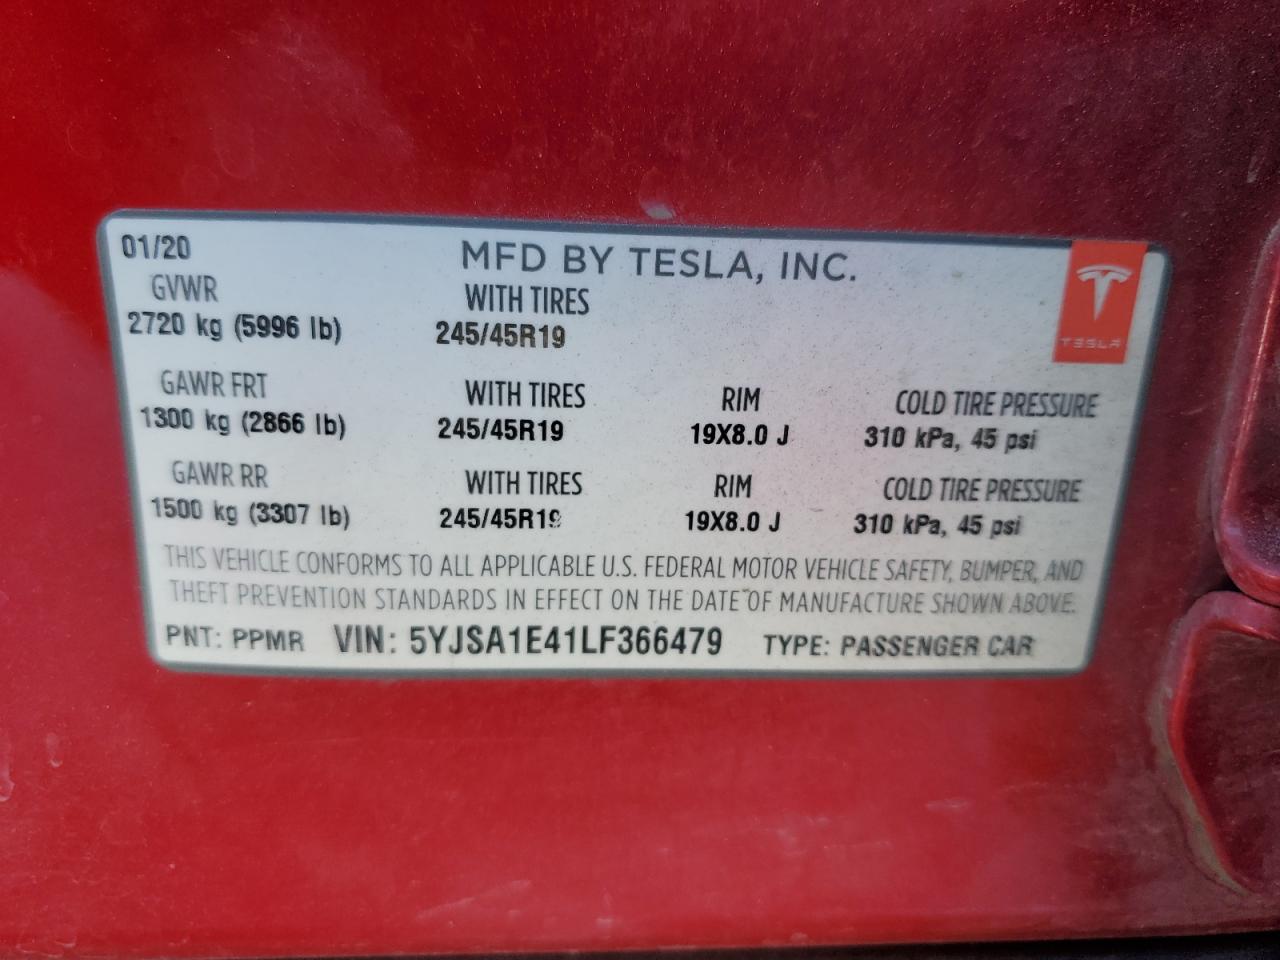 01/20 MFD BY TESLA, INC.
GVWR WITH TIRES
2720 kg (5996 lb) 245/45R19
TESLA
GAWR FRT WITH TIRES RIM COLD TIRE PRESSURE
1300 kg (2866 lb) 245/45R19 19X8.0 J 310 kPa, 45 psi
GAWR RR WITH TIRES RIM COLD TIRE PRESSURE
1500 kg (3307 lb) 245/45R19 19X8.0 J 310 kPa, 45 psi
THIS VEHICLE CONFORMS TO ALL APPLICABLE U.S. FEDERAL MOTOR VEHICLE SAFETY, BUMPER, AND
THEFT PREVENTION STANDARDS IN EFFECT ON THE DATE OF MANUFACTURE SHOWN ABOVE.
PNT: PPMR VIN: 5YJSA1E41LF366479 TYPE: PASSENGER CAR